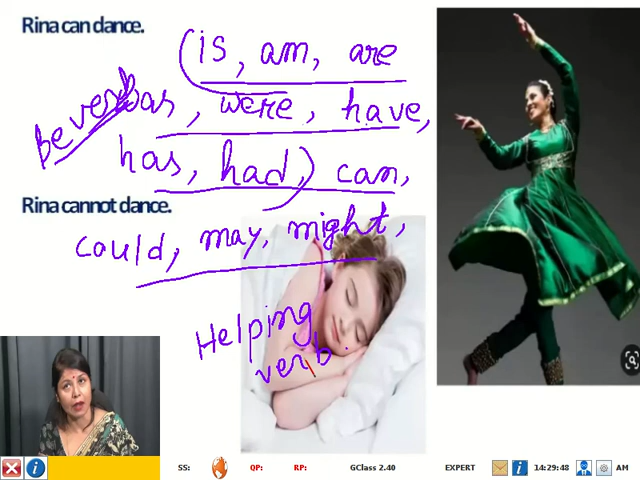 Rina can dance.
(is, am, are
be verbs was, were, have,
has, had,) can,
Rina cannot dance.
could, may, might,
Helping
verb.
SS: QP: RP: GClass 2.40 EXPERT 14:29:48 AM